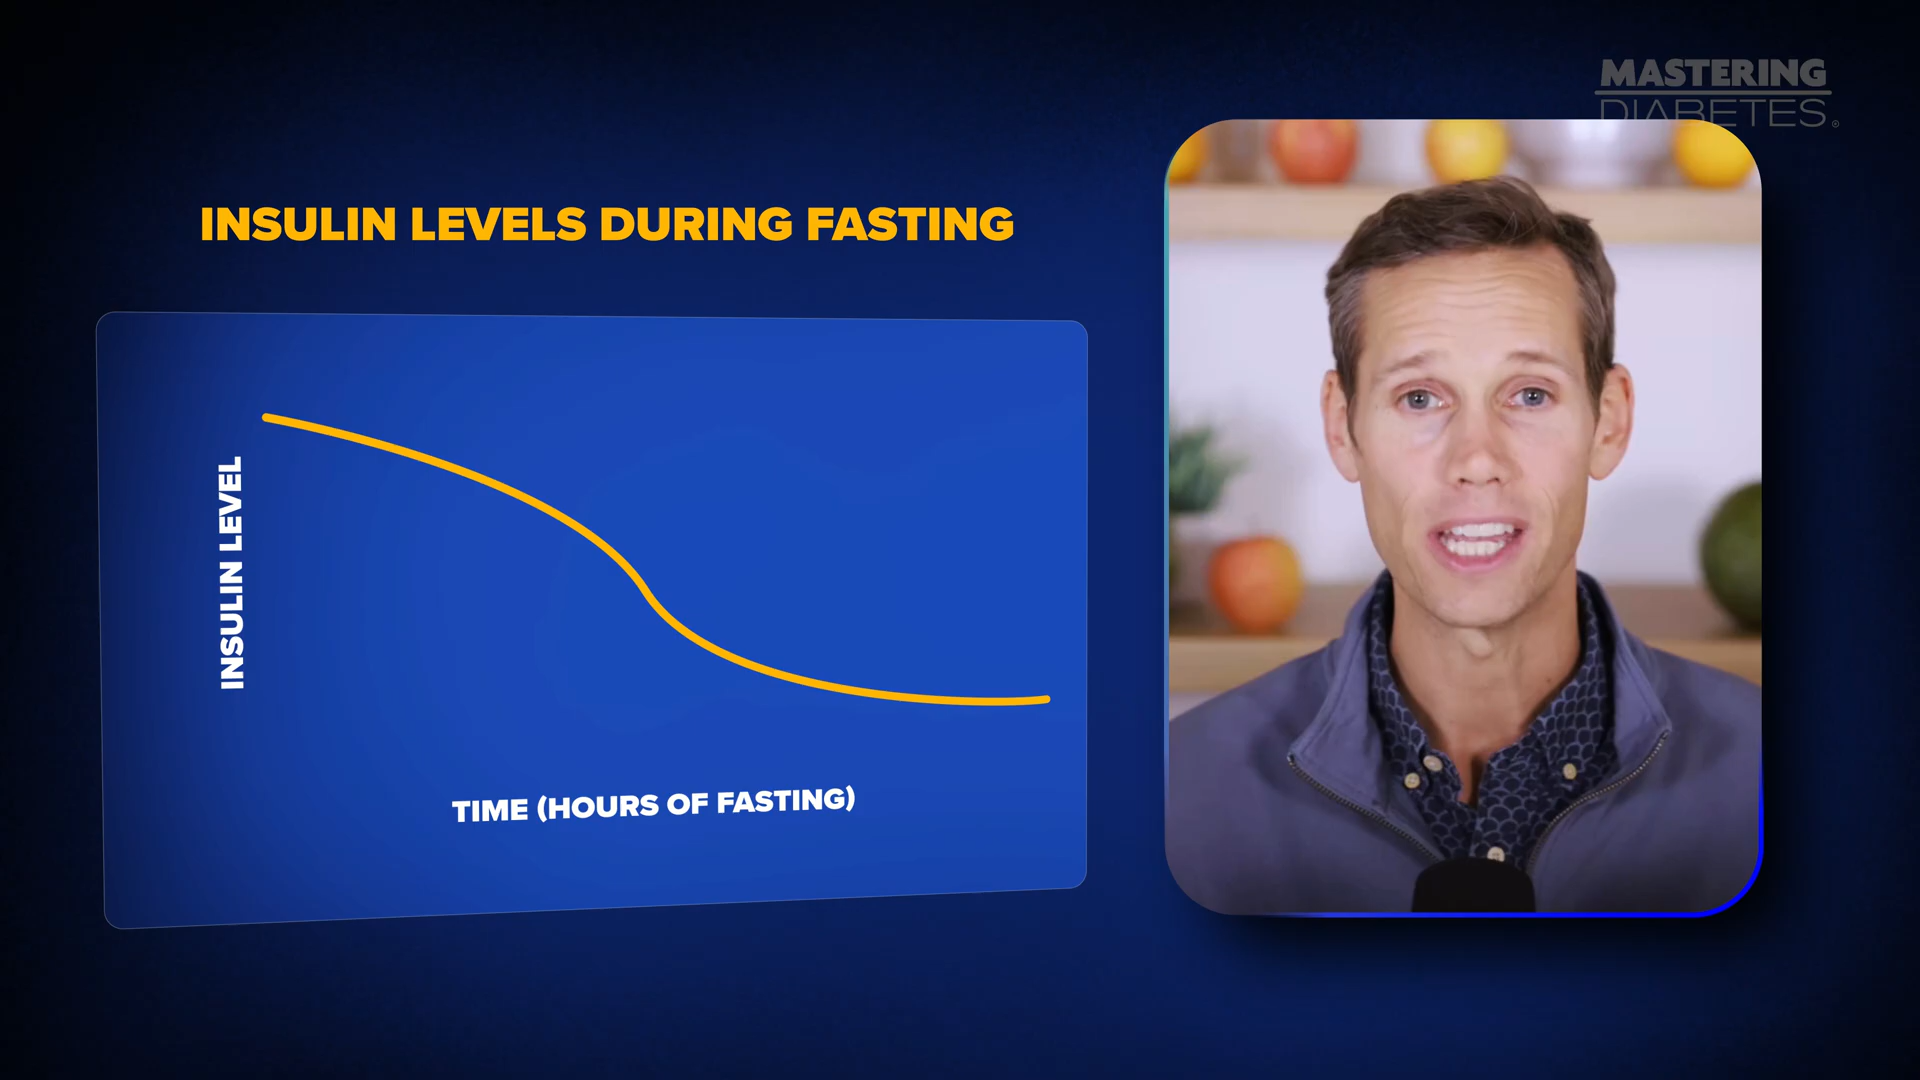 MASTERING
DIABETES®
INSULIN LEVELS DURING FASTING
INSULIN LEVEL
TIME (HOURS OF FASTING)